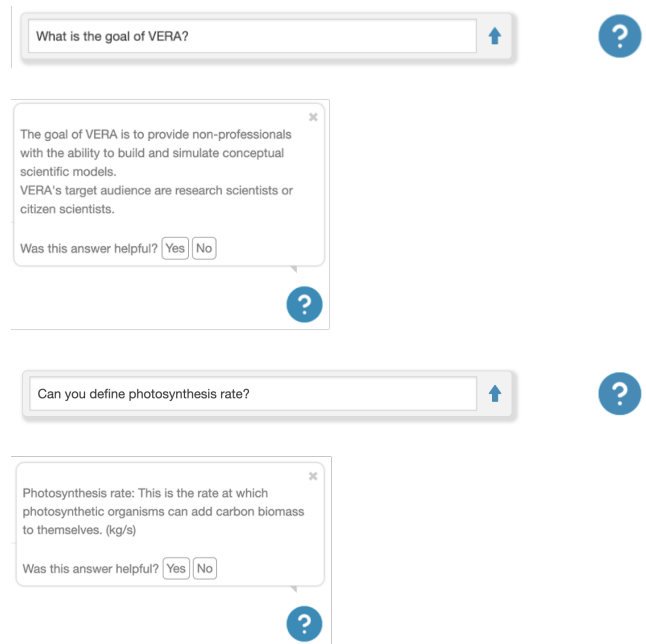 What is the goal of VERA?
?
×
The goal of VERA is to provide non-professionals
with the ability to build and simulate conceptual
scientific models.
VERA's target audience are research scientists or
citizen scientists.
Was this answer helpful? Yes No
?
Can you define photosynthesis rate?
?
×
Photosynthesis rate: This is the rate at which
photosynthetic organisms can add carbon biomass
to themselves. (kg/s)
Was this answer helpful? Yes No
?